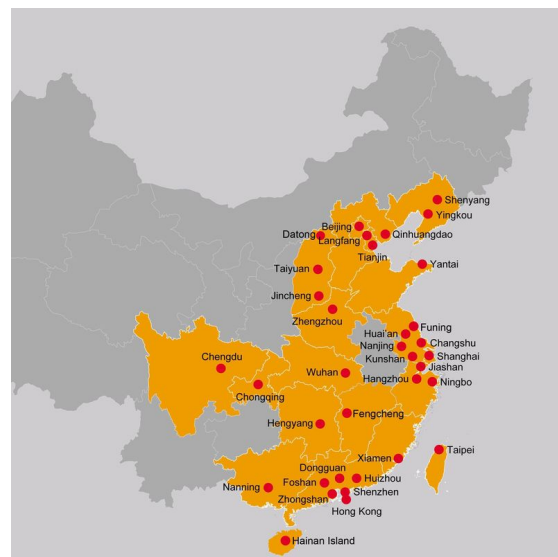 Shenyang
Yingkou
Beijing
Datong
Langfang
Qinhuangdao
Tianjin
Yantai
Taiyuan
Jincheng
Zhengzhou
Funing
Huai'an
Changshu
Nanjing
Shanghai
Kunshan
Jiashan
Chengdu
Wuhan
Hangzhou
Ningbo
Chongqing
Fengcheng
Hengyang
Taipei
Xiamen
Dongguan
Huizhou
Foshan
Nanning
Shenzhen
Zhongshan
Hong Kong
Hainan Island